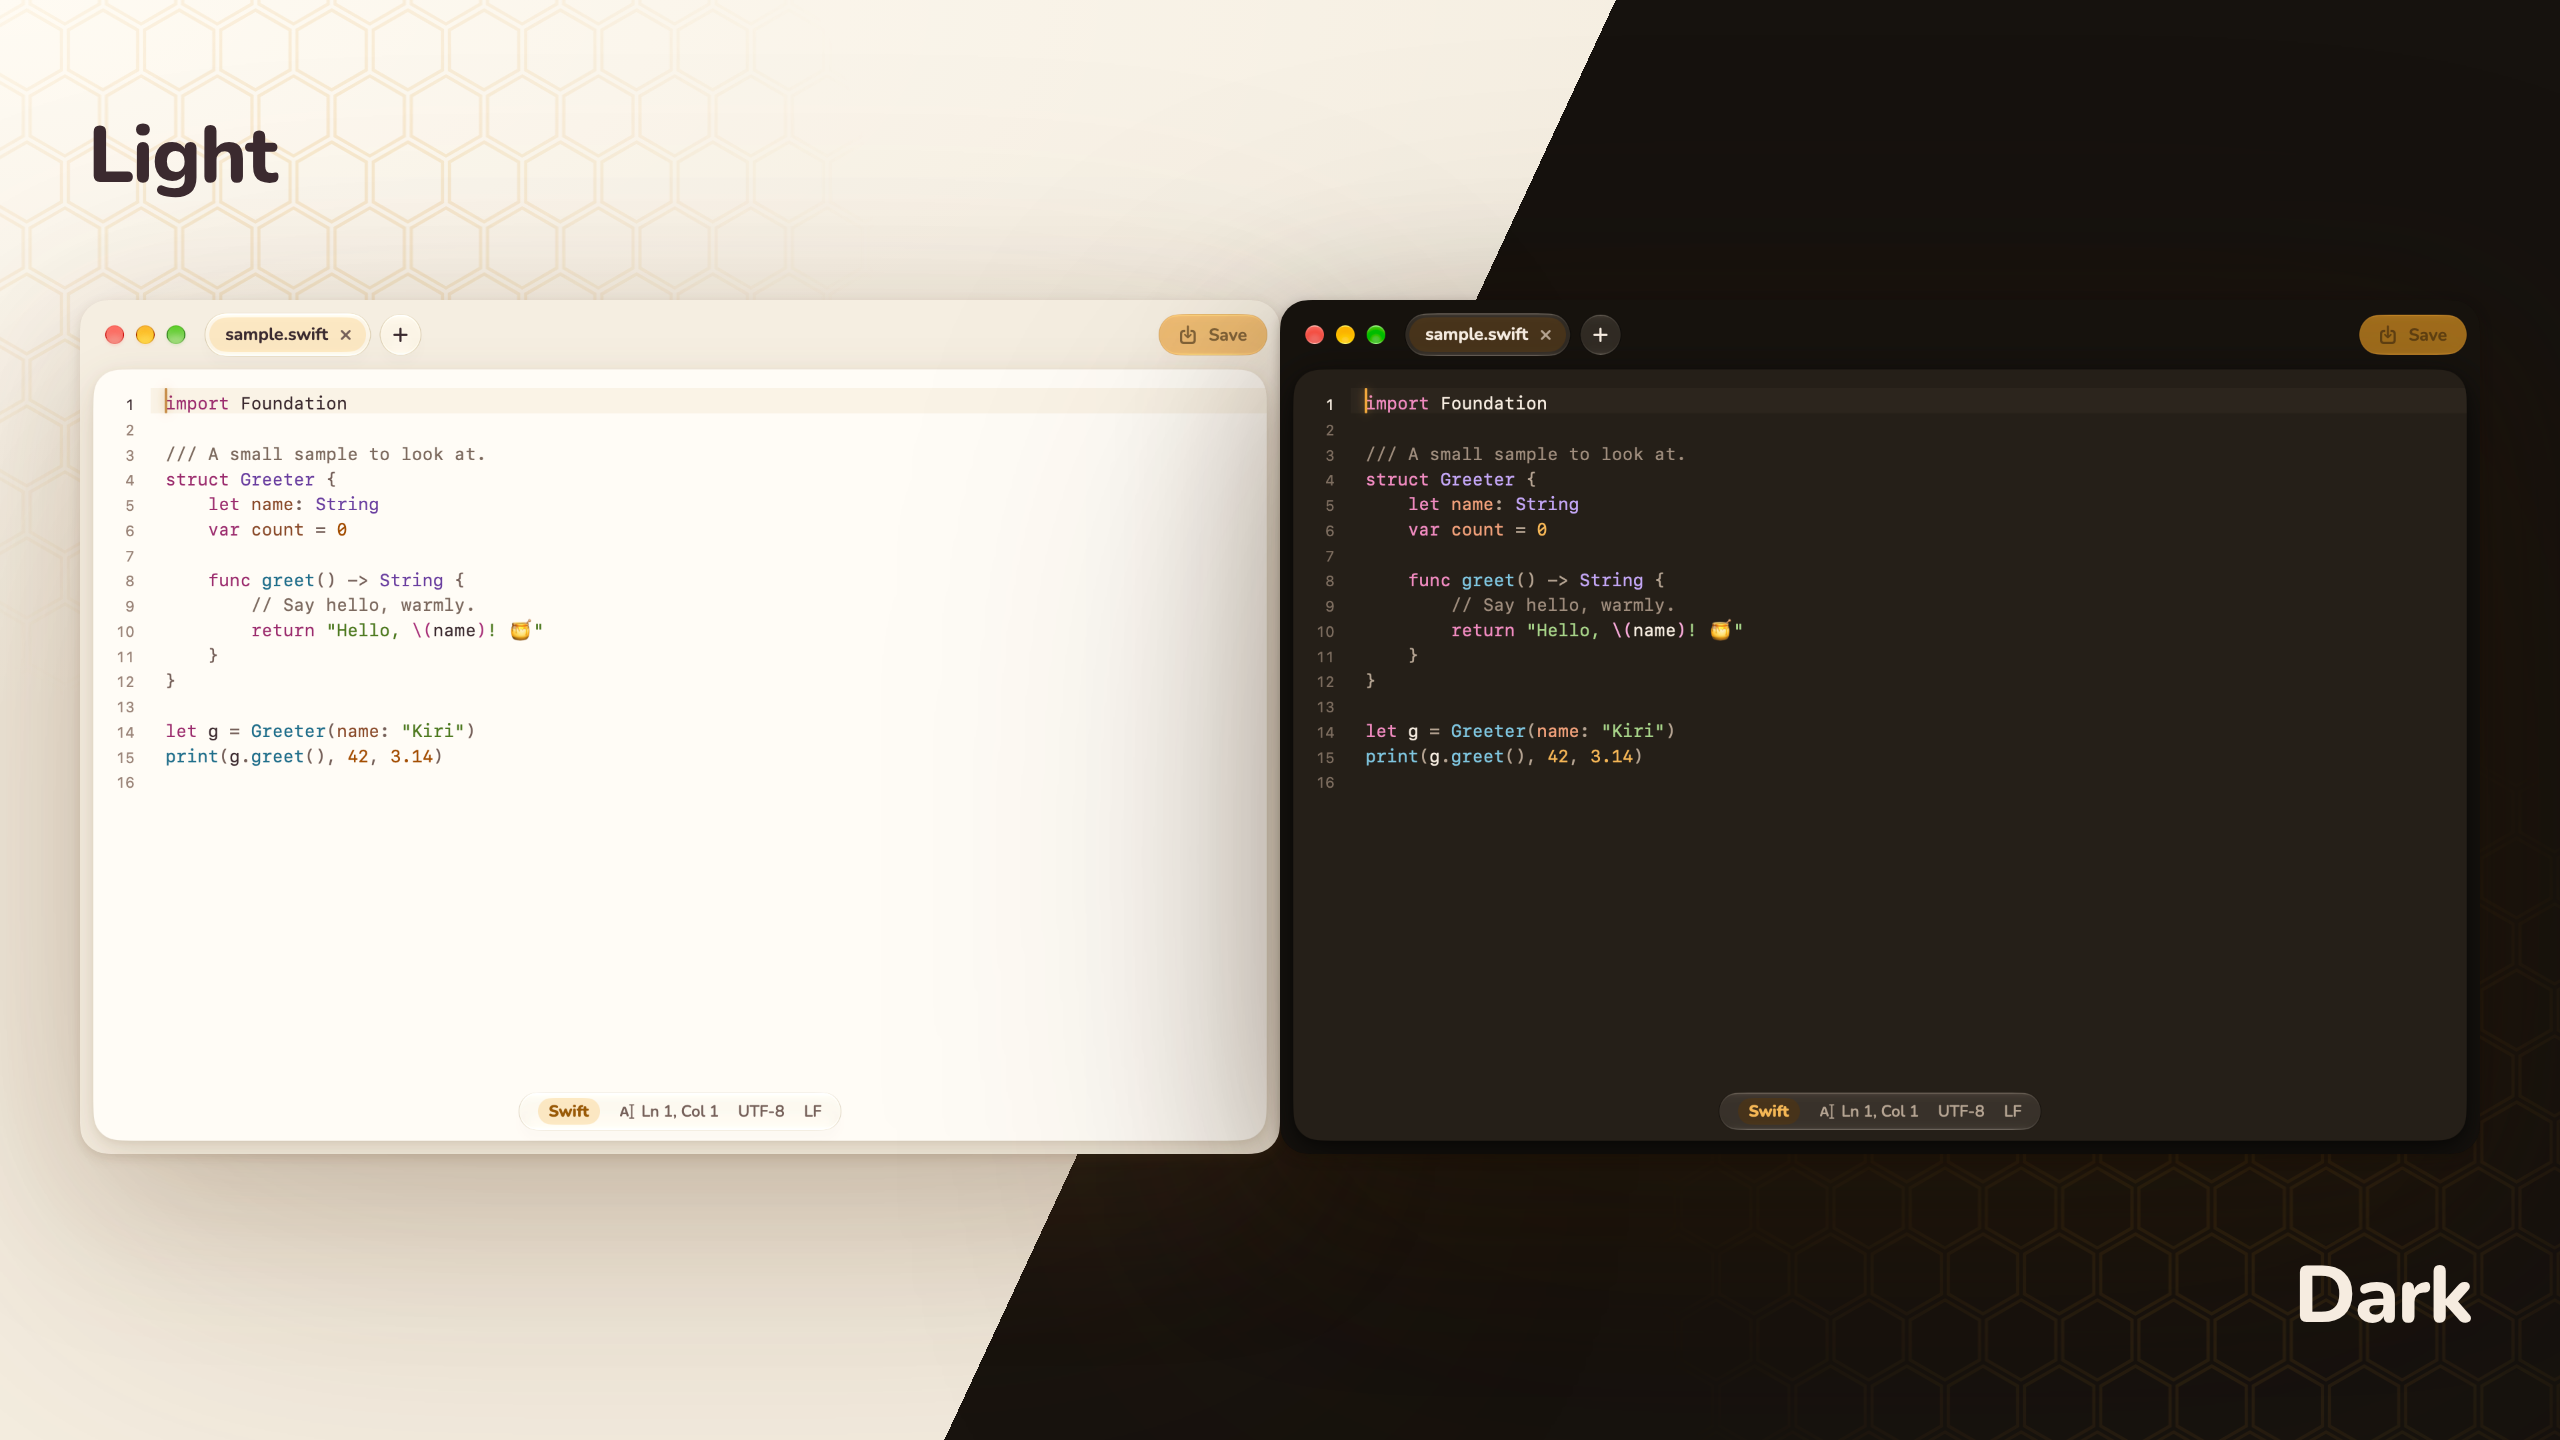 Light
sample.swift × +
Save
1 import Foundation
2
3 /// A small sample to look at.
4 struct Greeter {
5     let name: String
6     var count = 0
7
8     func greet() -> String {
9         // Say hello, warmly.
10         return "Hello, \(name)! 🍯"
11     }
12 }
13
14 let g = Greeter(name: "Kiri")
15 print(g.greet(), 42, 3.14)
16
Swift Ln 1, Col 1 UTF-8 LF
sample.swift × +
Save
1 import Foundation
2
3 /// A small sample to look at.
4 struct Greeter {
5     let name: String
6     var count = 0
7
8     func greet() -> String {
9         // Say hello, warmly.
10         return "Hello, \(name)! 🍯"
11     }
12 }
13
14 let g = Greeter(name: "Kiri")
15 print(g.greet(), 42, 3.14)
16
Swift Ln 1, Col 1 UTF-8 LF
Dark